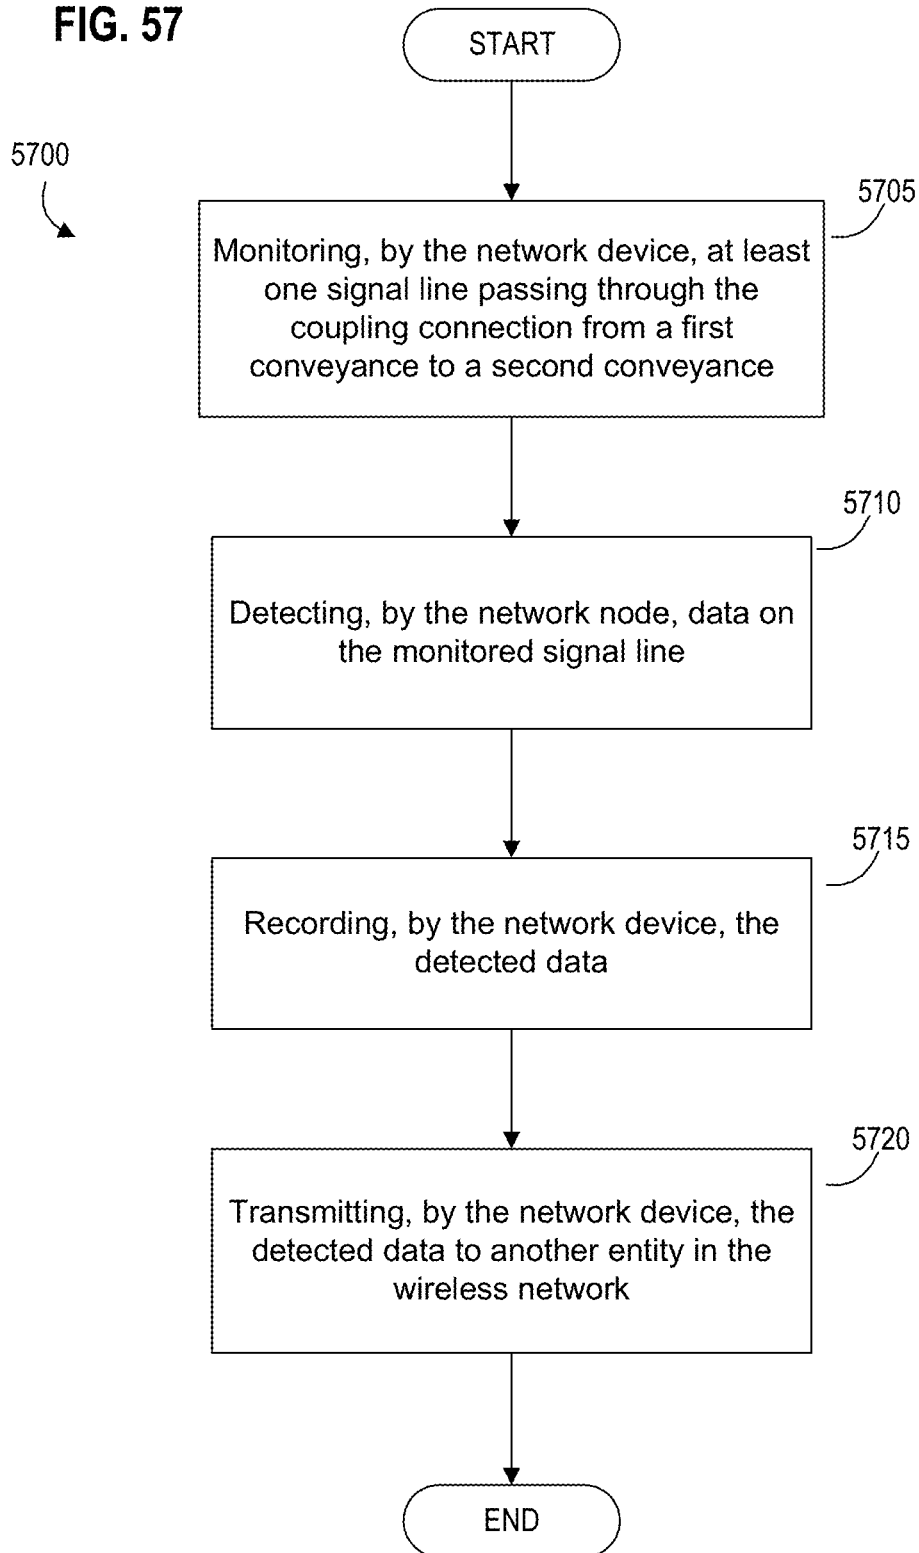 FIG. 57
START
5700
5705
Monitoring, by the network device, at least
one signal line passing through the
coupling connection from a first
conveyance to a second conveyance
5710
Detecting, by the network node, data on
the monitored signal line
5715
Recording, by the network device, the
detected data
5720
Transmitting, by the network device, the
detected data to another entity in the
wireless network
END